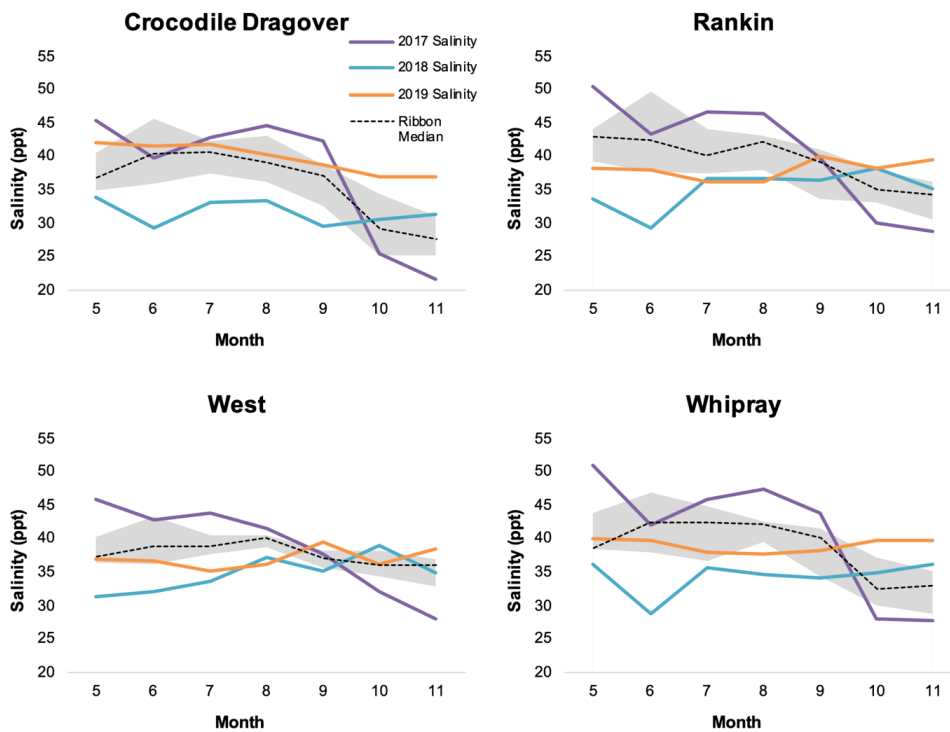 Crocodile Dragover
2017 Salinity
2018 Salinity
2019 Salinity
Ribbon
Median
55
50
45
40
35
30
25
20
Salinity (ppt)
5 6 7 8 9 10 11
Month
Rankin
55
50
45
40
35
30
25
20
Salinity (ppt)
5 6 7 8 9 10 11
Month
West
55
50
45
40
35
30
25
20
Salinity (ppt)
5 6 7 8 9 10 11
Month
Whipray
55
50
45
40
35
30
25
20
Salinity (ppt)
5 6 7 8 9 10 11
Month